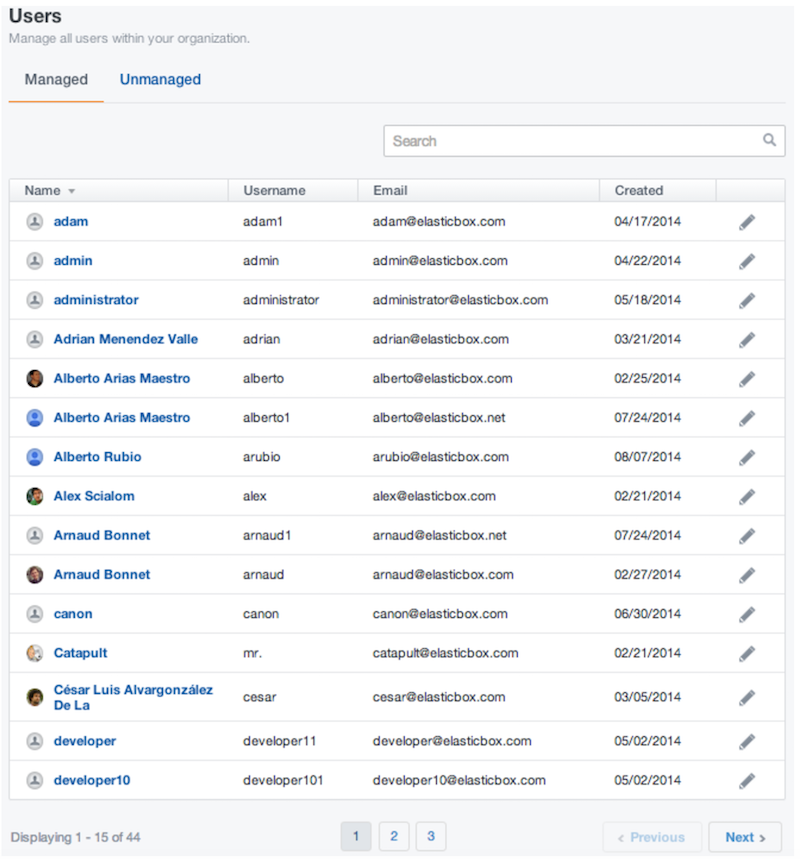 Users
Manage all users within your organization.
Managed Unmanaged
Search
Name Username Email Created
adam adam1 adam@elasticbox.com 04/17/2014
admin admin admin@elasticbox.com 04/22/2014
administrator administrator administrator@elasticbox.com 05/18/2014
Adrian Menendez Valle adrian adrian@elasticbox.com 03/21/2014
Alberto Arias Maestro alberto alberto@elasticbox.com 02/25/2014
Alberto Arias Maestro alberto1 alberto@elasticbox.net 07/24/2014
Alberto Rubio arubio arubio@elasticbox.com 08/07/2014
Alex Scialom alex alex@elasticbox.com 02/21/2014
Arnaud Bonnet arnaud1 arnaud@elasticbox.net 07/24/2014
Arnaud Bonnet arnaud arnaud@elasticbox.com 02/27/2014
canon canon canon@elasticbox.com 06/30/2014
Catapult mr. catapult@elasticbox.com 02/21/2014
César Luis Alvargonzález
De La cesar cesar@elasticbox.com 03/05/2014
developer developer11 developer@elasticbox.com 05/02/2014
developer10 developer101 developer10@elasticbox.com 05/02/2014
Displaying 1 - 15 of 44 1 2 3 < Previous Next >